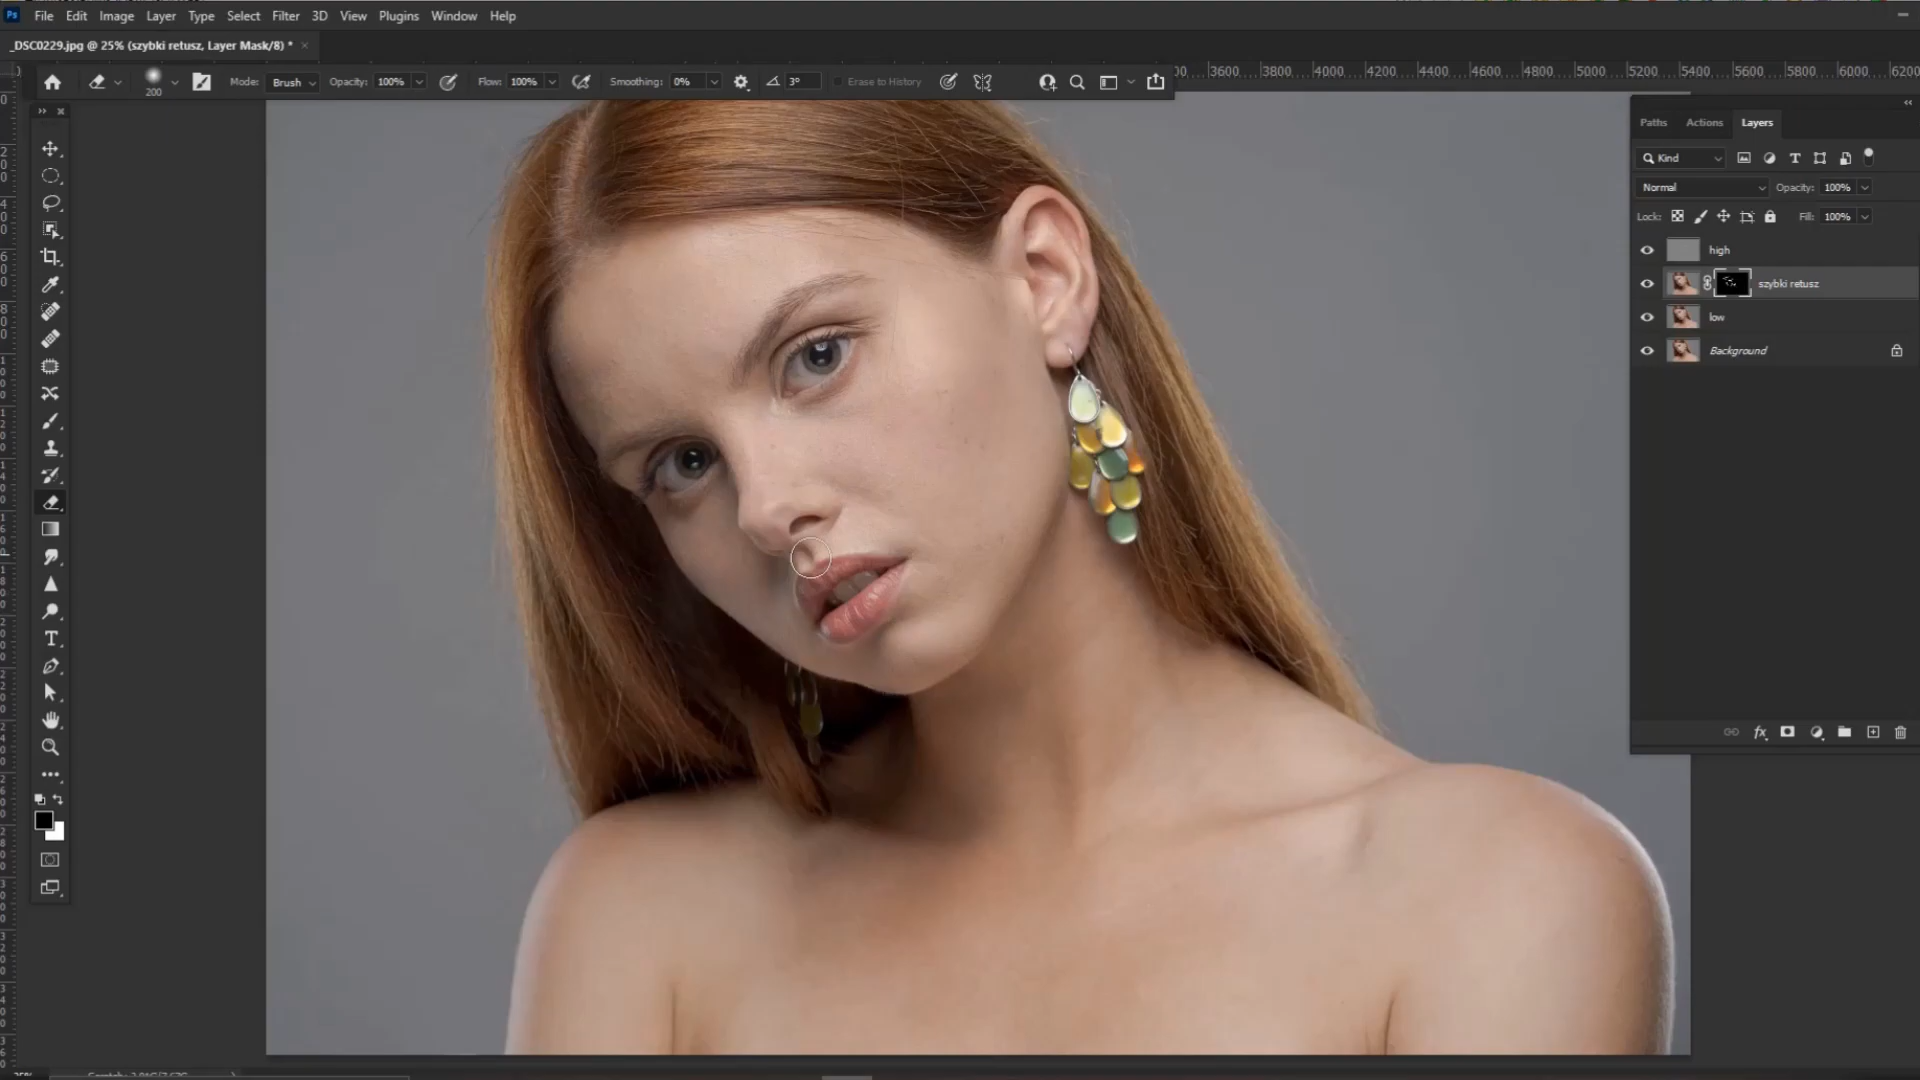 Ps File Edit Image Layer Type Select Filter 3D View Plugins Window Help
_DSC0229.jpg @ 25% (szybki retusz, Layer Mask/8) * ×
200 Mode: Brush Opacity: 100% Flow: 100% Smoothing: 0% 3° Erase to History
3600 3800 4000 4200 4400 4600 4800 5000 5200 5400 5600 5800 6000 6200
Paths Actions Layers
Kind
Normal Opacity: 100%
Lock: Fill: 100%
high
szybki retusz
low
Background